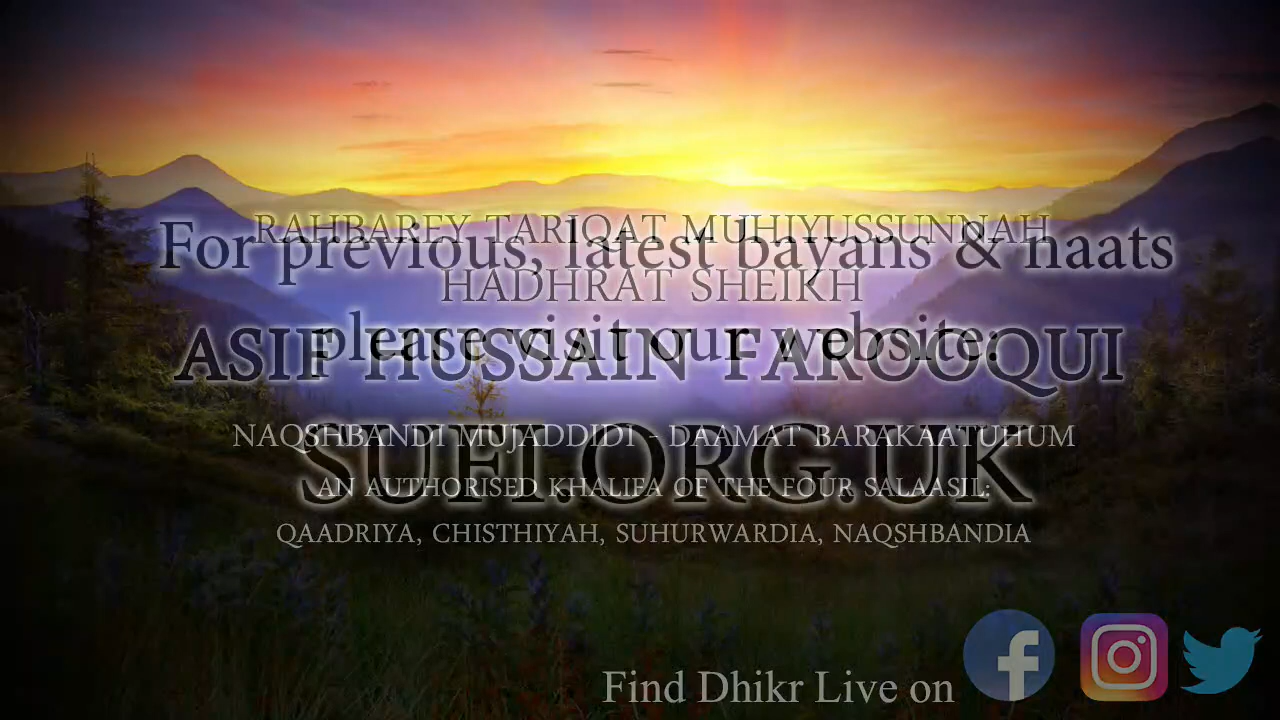 RAHBAREY TARIQAT MUHIYUSSUNNAH
For previous, latest bayans & naats
HADHRAT SHEIKH
please visit our website:
ASIF HUSSAIN FAROOQUI
NAQSHBANDI MUJADDIDI - DAAMAT BARAKAATUHUM
SUFI.ORG.UK
AN AUTHORISED KHALIFA OF THE FOUR SALAASIL:
QAADRIYA, CHISTHIYAH, SUHURWARDIA, NAQSHBANDIA
Find Dhikr Live on